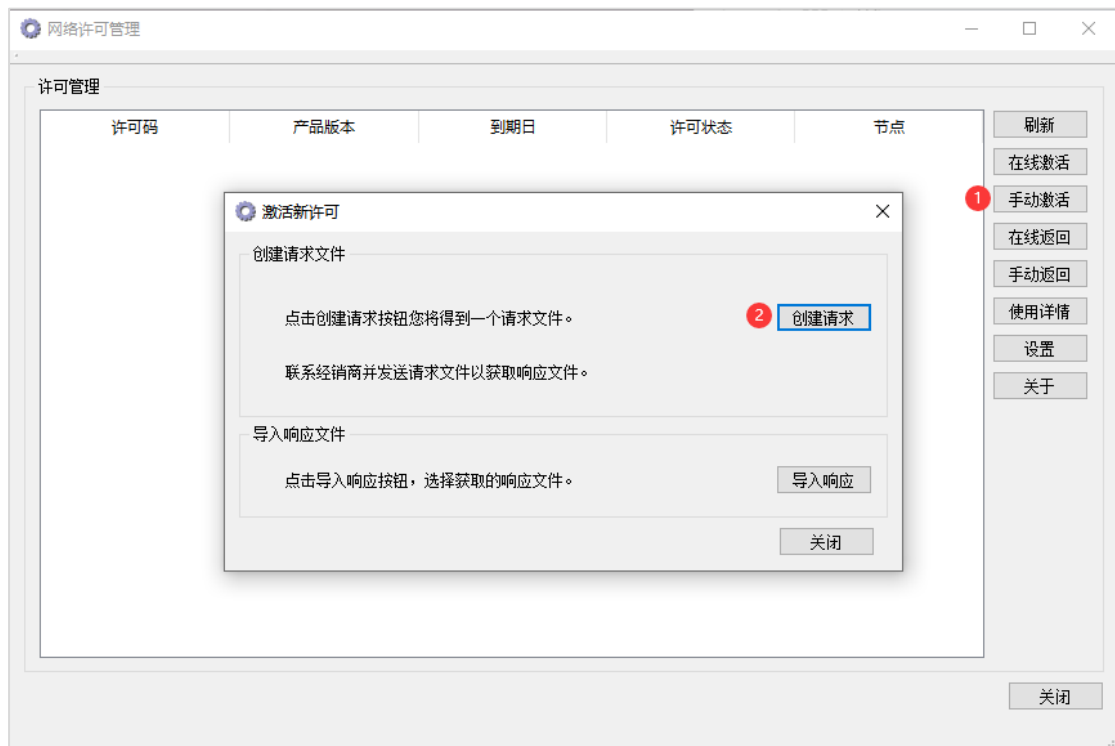 网络许可管理
许可管理
许可码 产品版本 到期日 许可状态 节点
刷新
在线激活
1 手动激活
在线返回
手动返回
使用详情
设置
关于
激活新许可
创建请求文件
点击创建请求按钮您将得到一个请求文件。
2 创建请求
联系经销商并发送请求文件以获取响应文件。
导入响应文件
点击导入响应按钮，选择获取的响应文件。
导入响应
关闭
关闭